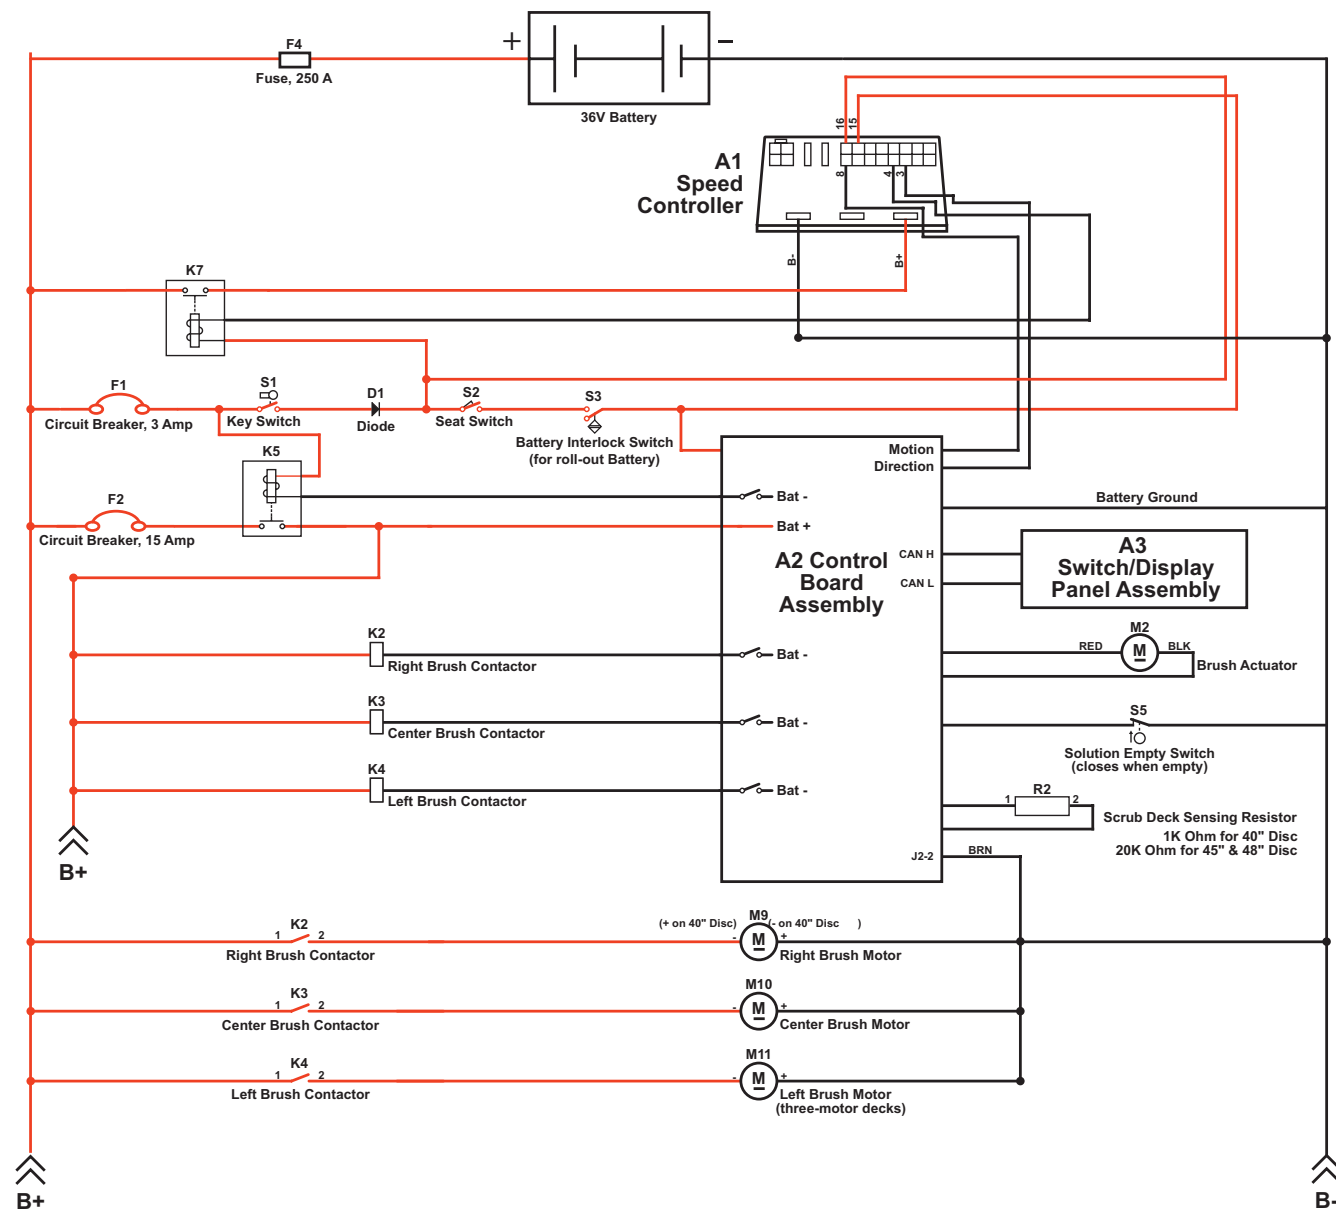 F4
Fuse, 250 A
+
-
36V Battery
16
15
A1
Speed
Controller
8
4
3
B-
B+
K7
F1
Circuit Breaker, 3 Amp
S1
Key Switch
D1
Diode
S2
Seat Switch
S3
Battery Interlock Switch
(for roll-out Battery)
K5
F2
Circuit Breaker, 15 Amp
Motion
Direction
Bat -
Bat +
A2 Control
Board
Assembly
Battery Ground
CAN H
CAN L
A3
Switch/Display
Panel Assembly
K2
Right Brush Contactor
Bat -
RED
M2
M
BLK
Brush Actuator
K3
Center Brush Contactor
Bat -
S5
Solution Empty Switch
(closes when empty)
K4
Left Brush Contactor
Bat -
1
R2
2
Scrub Deck Sensing Resistor
1K Ohm for 40" Disc
20K Ohm for 45" & 48" Disc
J2-2
BRN
B+
K2
1
2
Right Brush Contactor
(+ on 40" Disc)
M9
(- on 40" Disc )
-
M
+
Right Brush Motor
K3
1
2
Center Brush Contactor
M10
-
M
+
Center Brush Motor
K4
1
2
Left Brush Contactor
M11
-
M
+
Left Brush Motor
(three-motor decks)
B+
B-